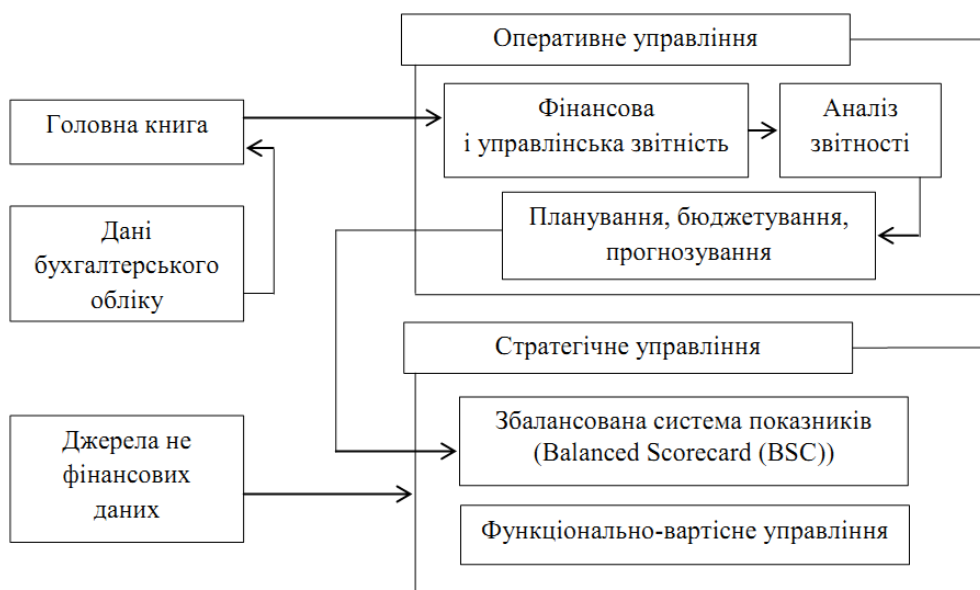 Оперативне управління
Головна книга
Фінансова
і управлінська звітність
Аналіз
звітності
Дані
бухгалтерського
обліку
Планування, бюджетування,
прогнозування
Стратегічне управління
Джерела не
фінансових
даних
Збалансована система показників
(Balanced Scorecard (BSC))
Функціонально-вартісне управління